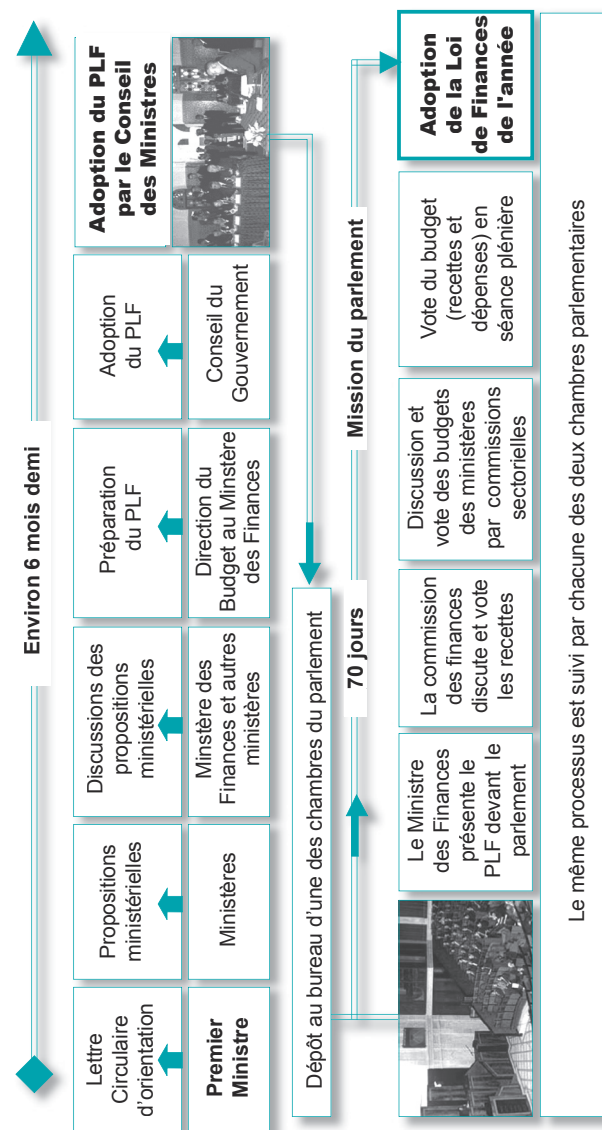 Environ 6 mois demi
Lettre
Circulaire
d'orientation
Premier
Ministre
Propositions
ministérielles
Ministères
Discussions des
propositions
ministérielles
Minstère des
Finances et autres
ministères
Préparation
du PLF
Direction du
Budget au Minstère
des Finances
Adoption
du PLF
Conseil du
Gouvernement
Adoption du PLF
par le Conseil
des Ministres
Dépôt au bureau d'une des chambres du parlement
70 jours
Mission du parlement
Le Ministre
des Finances
présente le
PLF devant le
parlement
La commission
des finances
discute et vote
les recettes
Discussion et
vote des budgets
des ministères
par commissions
sectorielles
Vote du budget
(recettes et
dépenses) en
séance plénière
Adoption
de la Loi
de Finances
de l'année
Le même processus est suivi par chacune des deux chambres parlementaires